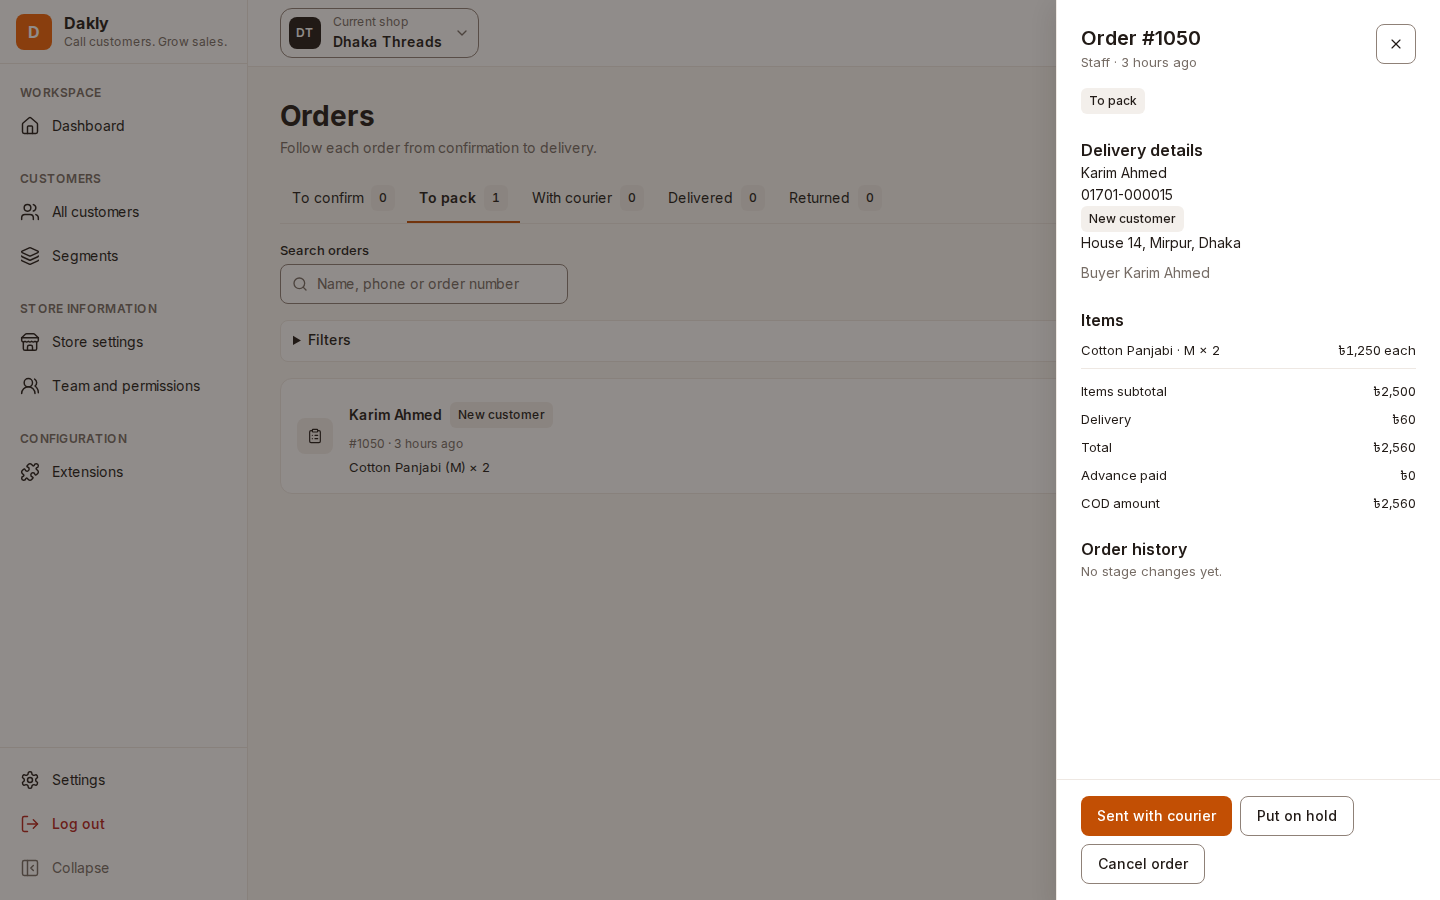 D
Dakly
Call customers. Grow sales.
WORKSPACE
Dashboard
CUSTOMERS
All customers
Segments
STORE INFORMATION
Store settings
Team and permissions
CONFIGURATION
Extensions
Settings
Log out
Collapse
DT
Current shop
Dhaka Threads
Orders
Follow each order from confirmation to delivery.
To confirm 0 To pack 1 With courier 0 Delivered 0 Returned 0
Search orders
Name, phone or order number
Filters
Karim Ahmed New customer
#1050 · 3 hours ago
Cotton Panjabi (M) × 2
Order #1050
Staff · 3 hours ago
To pack
Delivery details
Karim Ahmed
01701-000015
New customer
House 14, Mirpur, Dhaka
Buyer Karim Ahmed
Items
Cotton Panjabi · M × 2 ৳1,250 each
Items subtotal ৳2,500
Delivery ৳60
Total ৳2,560
Advance paid ৳0
COD amount ৳2,560
Order history
No stage changes yet.
Sent with courier Put on hold
Cancel order